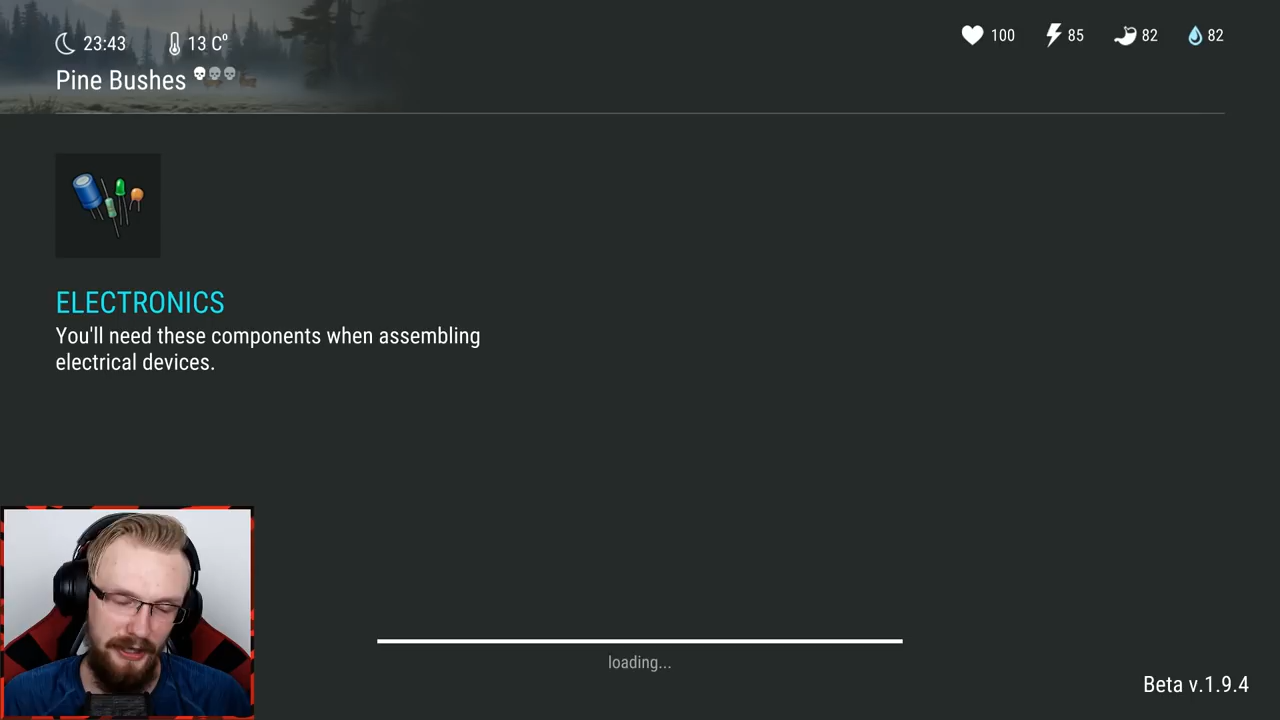 23:43
13 Cº
100
85
82
82
Pine Bushes
ELECTRONICS
You'll need these components when assembling
electrical devices.
loading...
Beta v.1.9.4